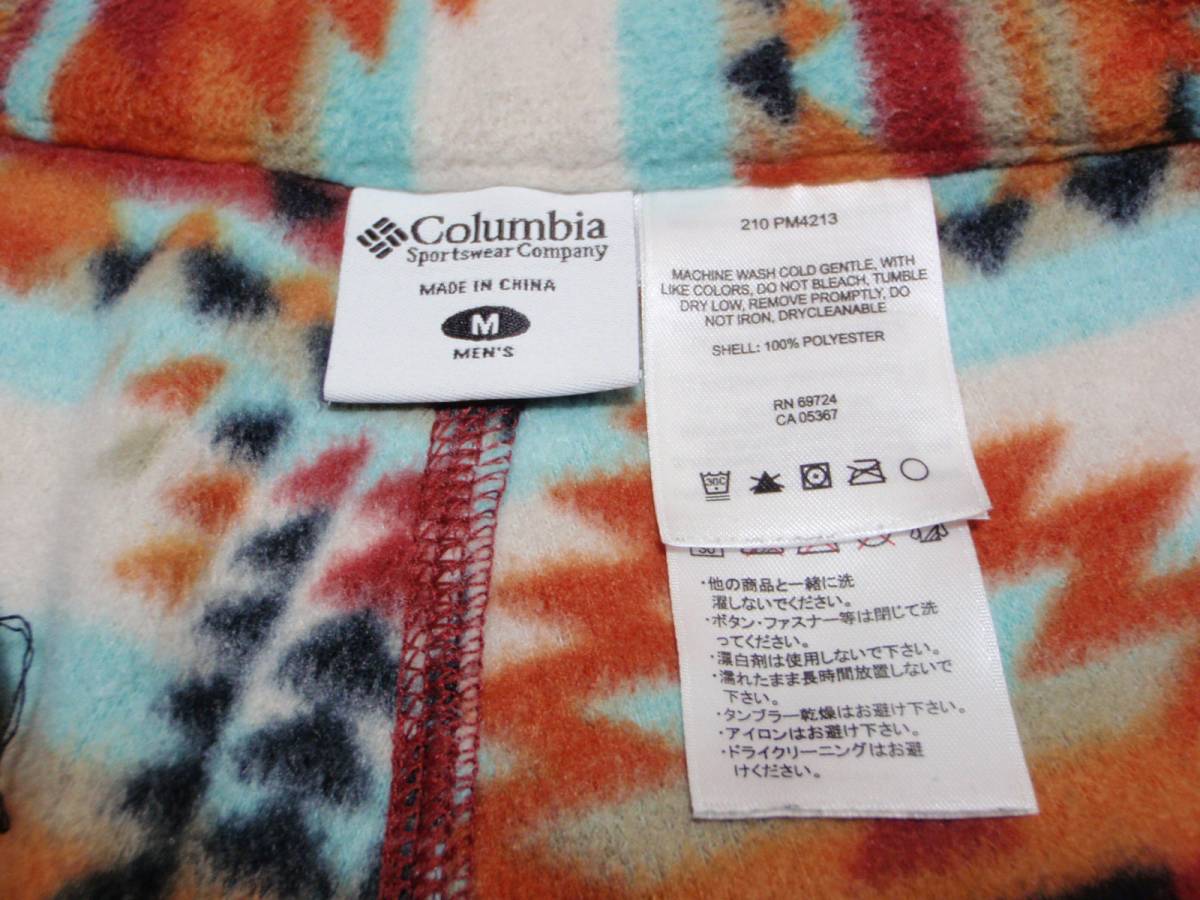 Columbia
Sportswear Company
MADE IN CHINA
M
MEN'S
210 PM4213
MACHINE WASH COLD GENTLE, WITH
LIKE COLORS, DO NOT BLEACH, TUMBLE
DRY LOW, REMOVE PROMPTLY, DO
NOT IRON, DRYCLEANABLE
SHELL: 100% POLYESTER
RN 69724
CA 05367
30C
30
・他の商品と一緒に洗
濯しないでください。
・ボタン・ファスナー等は閉じて洗
ってください。
・漂白剤は使用しないで下さい。
・濡れたまま長時間放置しないで
下さい。
・タンブラー乾燥はお避け下さい。
・アイロンはお避け下さい。
・ドライクリーニングはお避
けください。